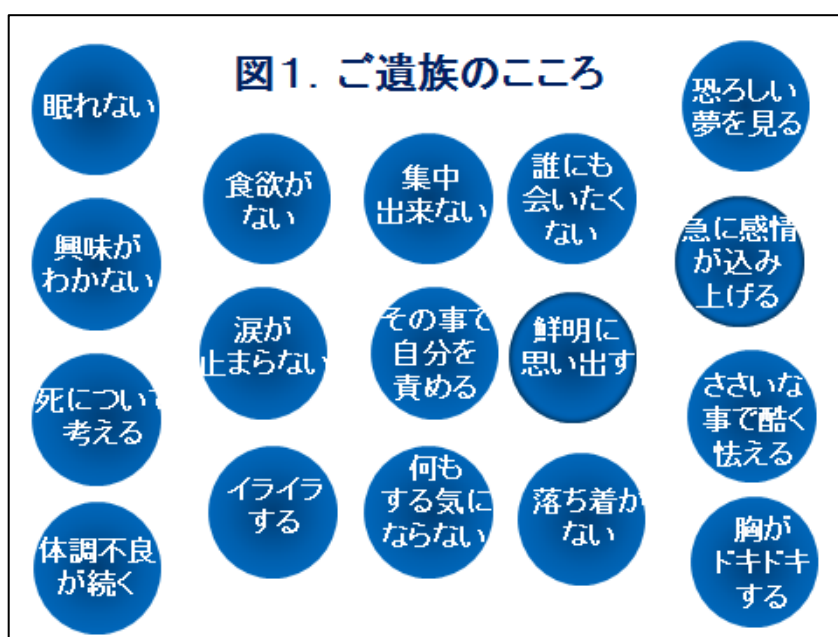 図1．ご遺族のこころ
眠れない
興味が
わかない
死について
考える
体調不良
が続く
食欲が
ない
涙が
止まらない
イライラ
する
集中
出来ない
その事で
自分を
責める
何も
する気に
ならない
誰にも
会いたく
ない
鮮明に
思い出す
落ち着か
ない
恐ろしい
夢を見る
急に感情
が込み
上げる
ささいな
事で酷く
怯える
胸が
ドキドキ
する